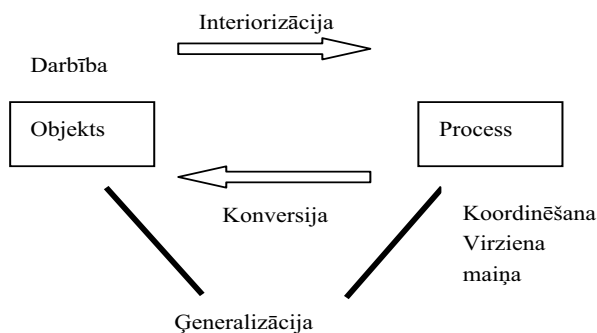 Interiorizācija
Darbība
Objekts
Process
Konversija
Koordinēšana
Virziena
maiņa
Ģeneralizācija